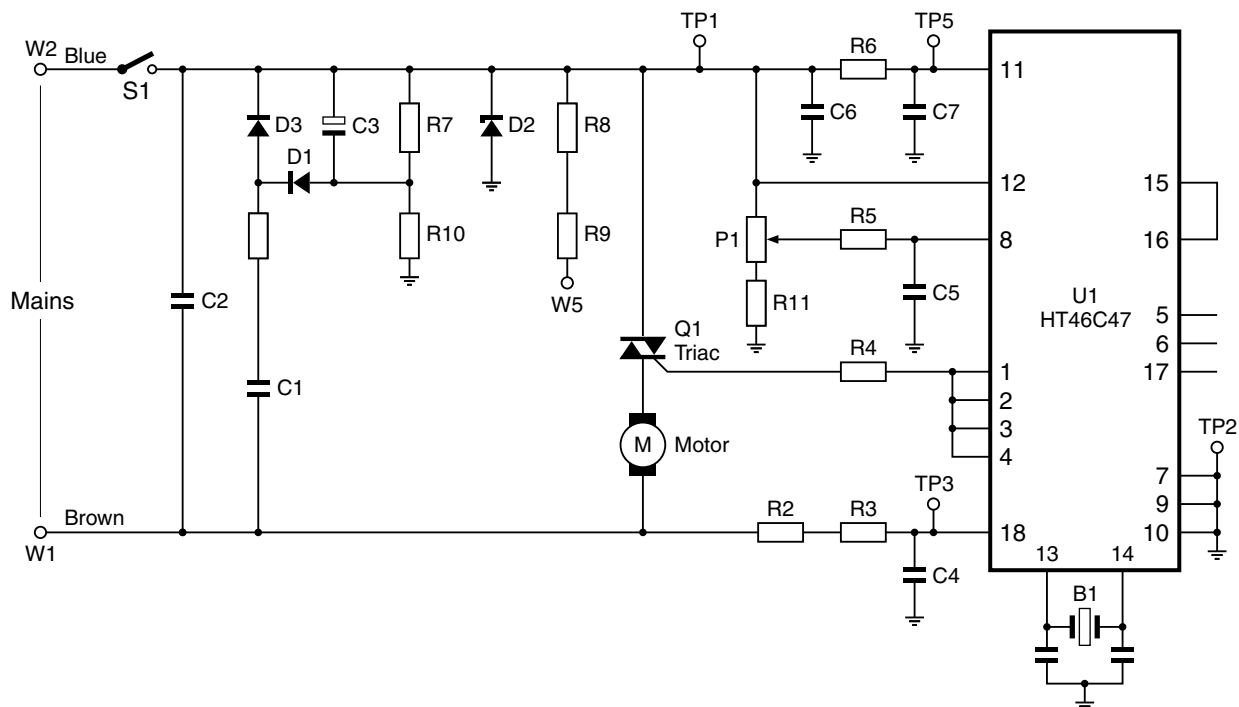 W2
Blue
S1
TP1
R6
TP5
11
D3
C3
R7
D2
R8
C6
C7
D1
12
15
R10
R9
P1
R5
8
16
Mains
C2
W5
R11
C5
U1
HT46C47
5
Q1
Triac
R4
6
C1
1
17
2
3
TP2
M
Motor
4
7
TP3
9
Brown
R2
R3
18
10
W1
13
14
C4
B1